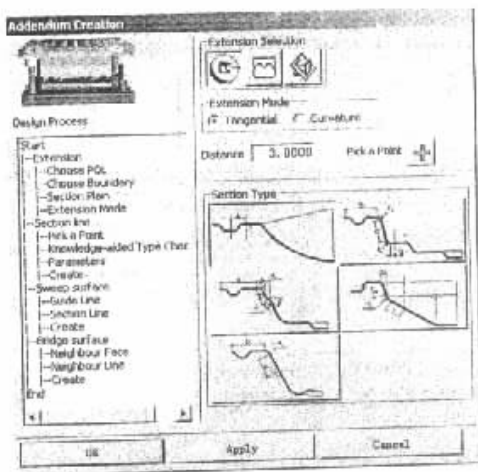 Addendum Creation
Extension Selection
Extension Mode
Tangential Curvature
Distance 3.0000 Pick a Point
Section Type
Design Process
Start
Extension
Choose POL
Choose Boundary
Section Plan
Extension Mode
Section line
Pick a Point
Knowledge-aided Type Chor
Parameters
Create
Sweep surface
Guide Line
Section Line
Create
Bridge surface
Neighbour Face
Neighbour Line
Create
End
OK Apply Cancel